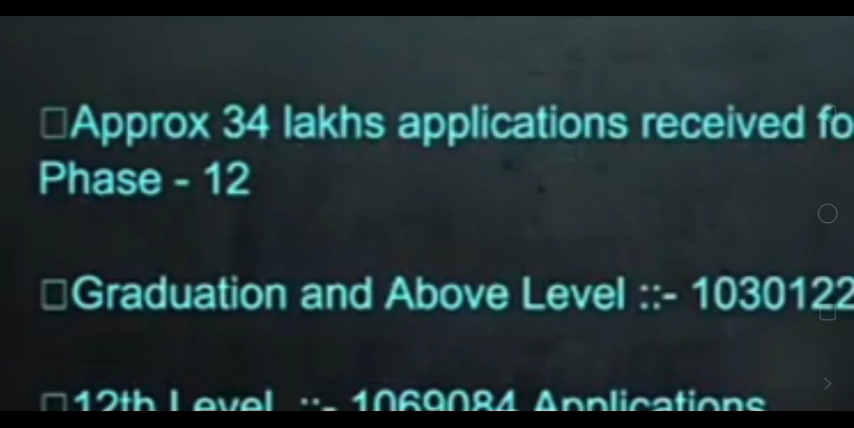 Approx 34 lakhs applications received fo
Phase - 12
Graduation and Above Level ::- 1030122
12th Level ::- 1069084 Applications